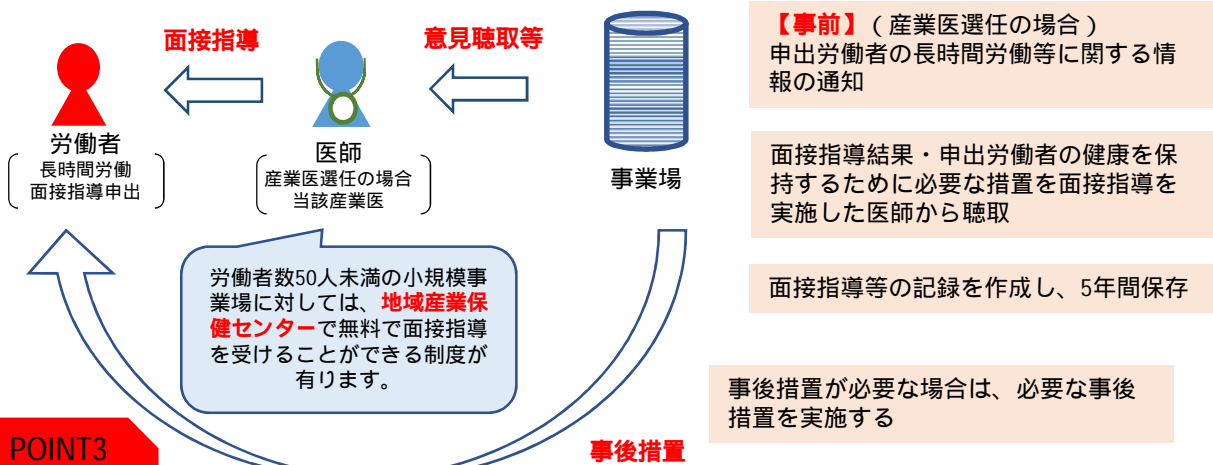 面接指導
意見聴取等
労働者
長時間労働
面接指導申出
医師
産業医選任の場合
当該産業医
事業場
労働者数50人未満の小規模事
業場に対しては、地域産業保
健センターで無料で面接指導
を受けることができる制度が
有ります。
POINT3
事後措置
【事前】(産業医選任の場合)
申出労働者の長時間労働等に関する情
報の通知
面接指導結果・申出労働者の健康を保
持するために必要な措置を面接指導を
実施した医師から聴取
面接指導等の記録を作成し、5年間保存
事後措置が必要な場合は、必要な事後
措置を実施する